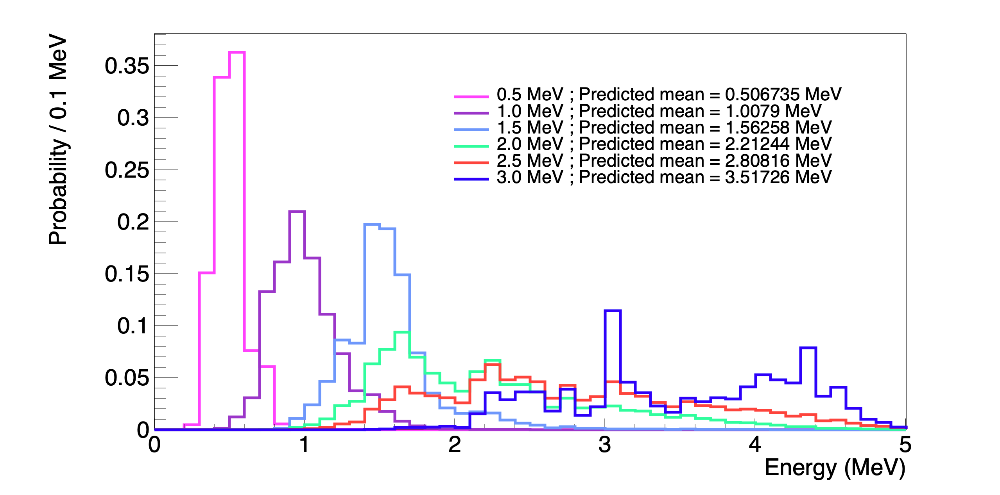 Probability / 0.1 MeV
0.35
0.3
0.25
0.2
0.15
0.1
0.05
0
0.5 MeV ; Predicted mean = 0.506735 MeV
1.0 MeV ; Predicted mean = 1.0079 MeV
1.5 MeV ; Predicted mean = 1.56258 MeV
2.0 MeV ; Predicted mean = 2.21244 MeV
2.5 MeV ; Predicted mean = 2.80816 MeV
3.0 MeV ; Predicted mean = 3.51726 MeV
0 1 2 3 4 5
Energy (MeV)